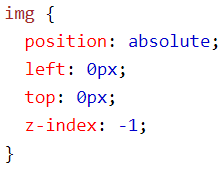 img {
  position: absolute;
  left: 0px;
  top: 0px;
  z-index: -1;
}